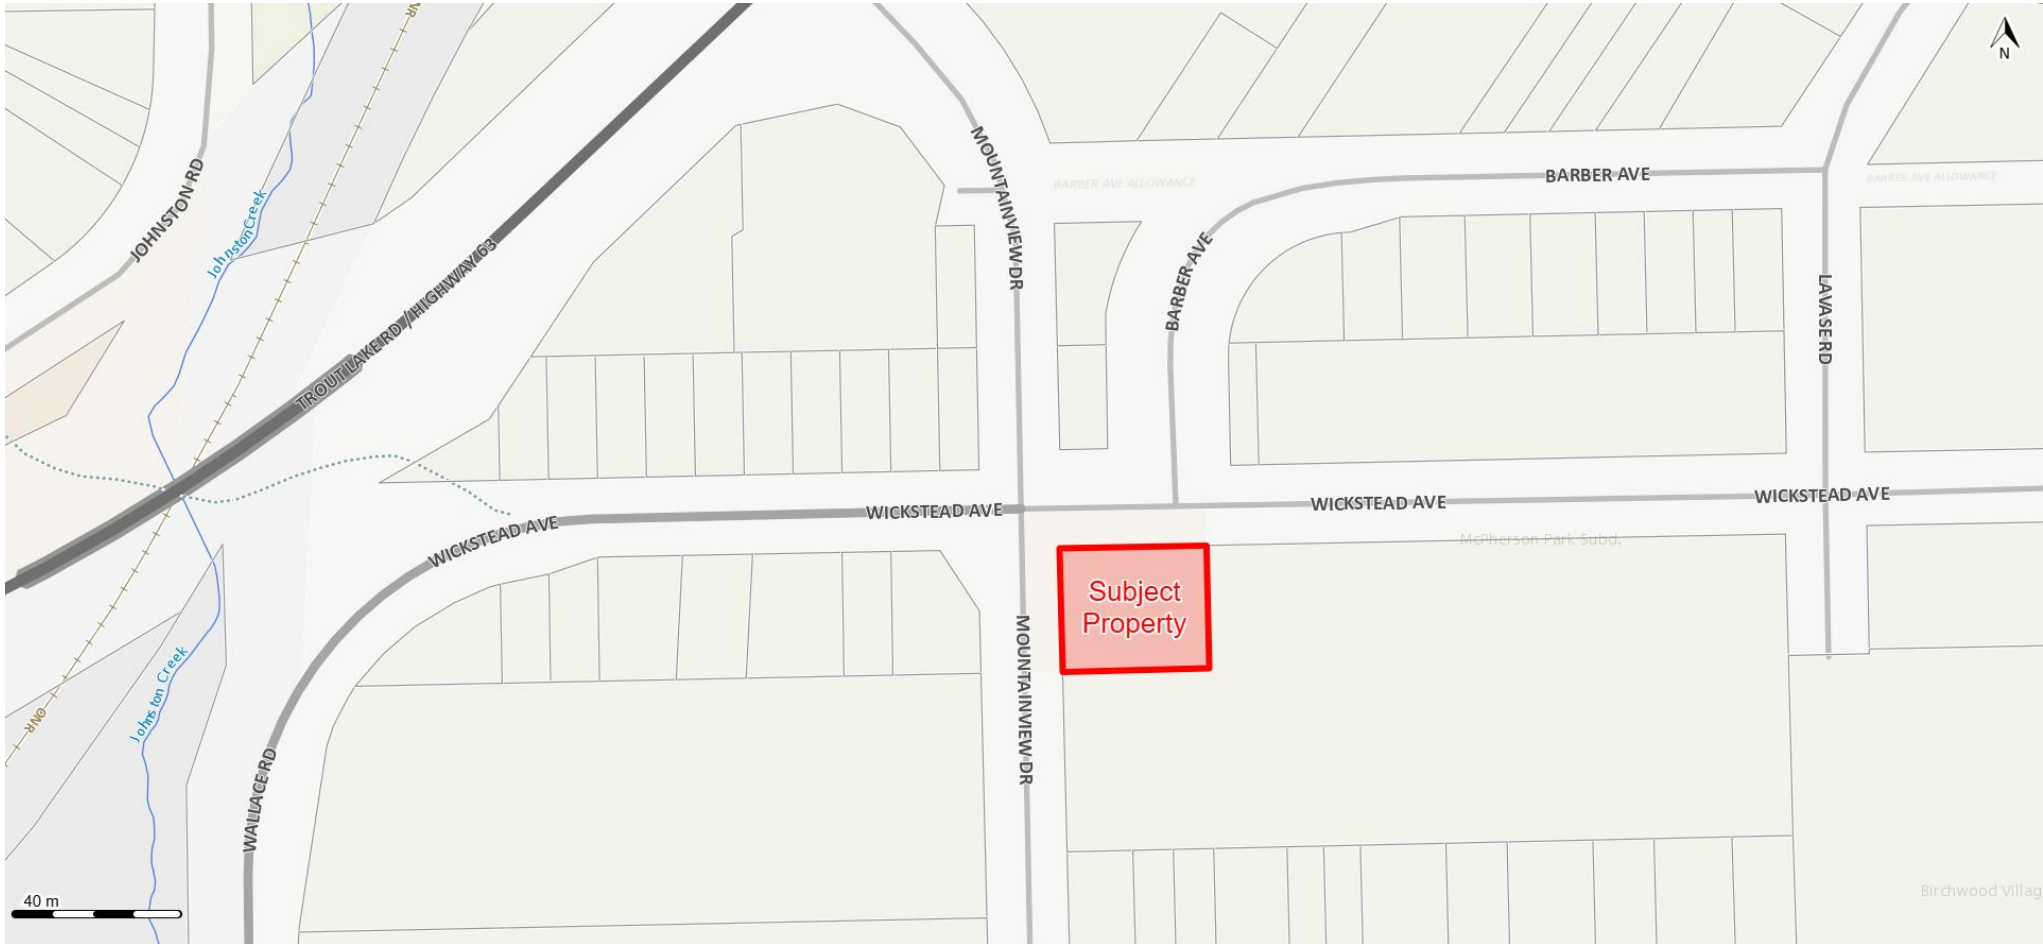 NR
N
MOUNTAINVIEW DR
BARBER AVE ALLOWANCE
BARBER AVE
BARBER AVE ALLOWANCE
JOHNSTON RD
Johnston Creek
TROUT LAKE RD / HIGHWAY 63
BARBER AVE
LAVASE RD
WICKSTEAD AVE
WICKSTEAD AVE
WICKSTEAD AVE
WICKSTEAD AVE
McPherson Park Subd.
Subject
Property
MOUNTAINVIEW DR
Johnston Creek
ONR
WALLACE RD
40 m
Birchwood Villag